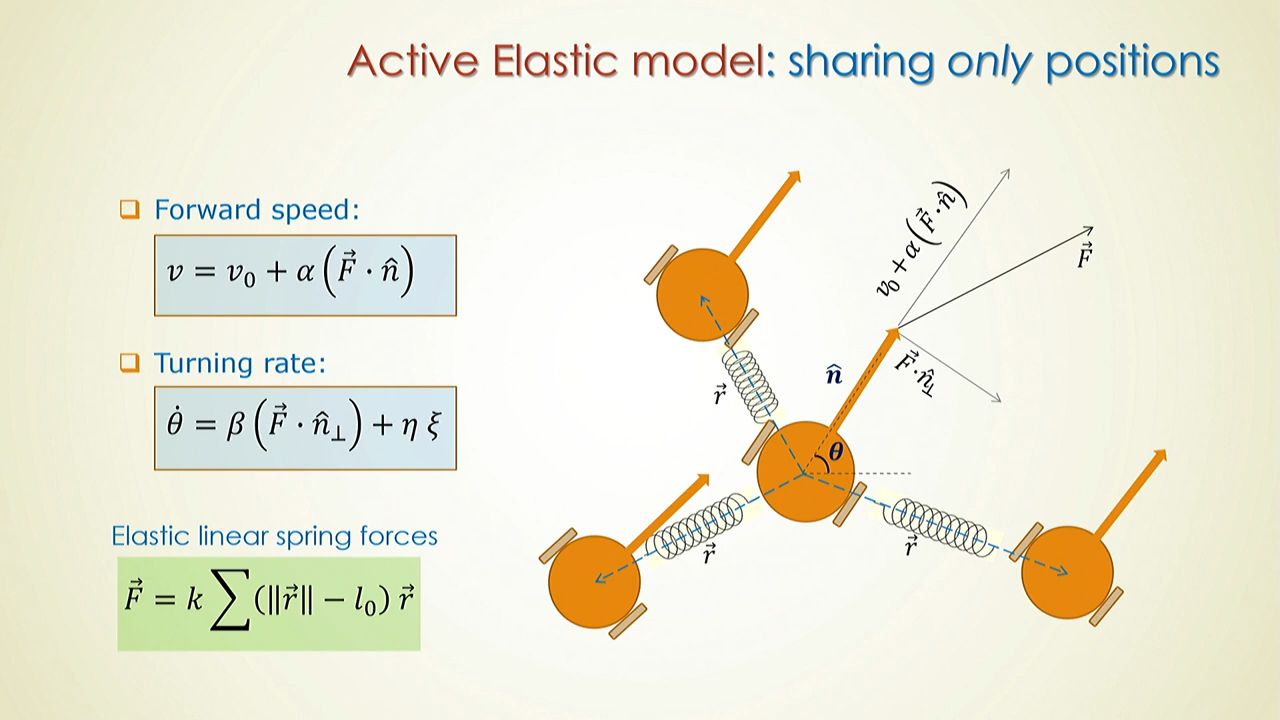 Active Elastic model: sharing only positions
❑ Forward speed:
v = v₀ + α (F⃗ · n̂)
❑ Turning rate:
θ̇ = β (F⃗ · n̂⊥) + η ξ
Elastic linear spring forces
F⃗ = k ∑ (‖r⃗‖ − l₀) r⃗
v₀ + α (F⃗ · n̂)
F⃗
F⃗ · n̂⊥
n̂
r⃗
θ
r⃗
r⃗